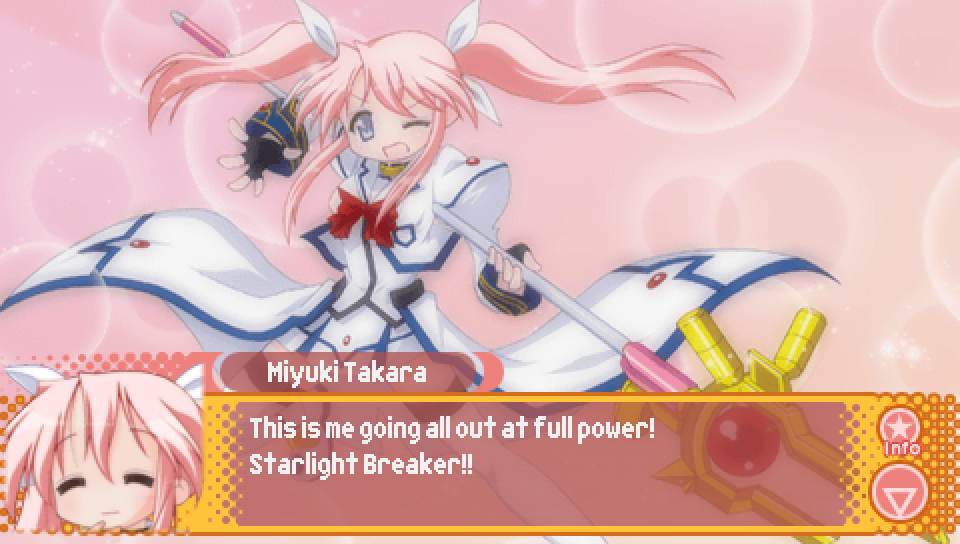 Miyuki Takara
This is me going all out at full power!
Starlight Breaker!!
Info